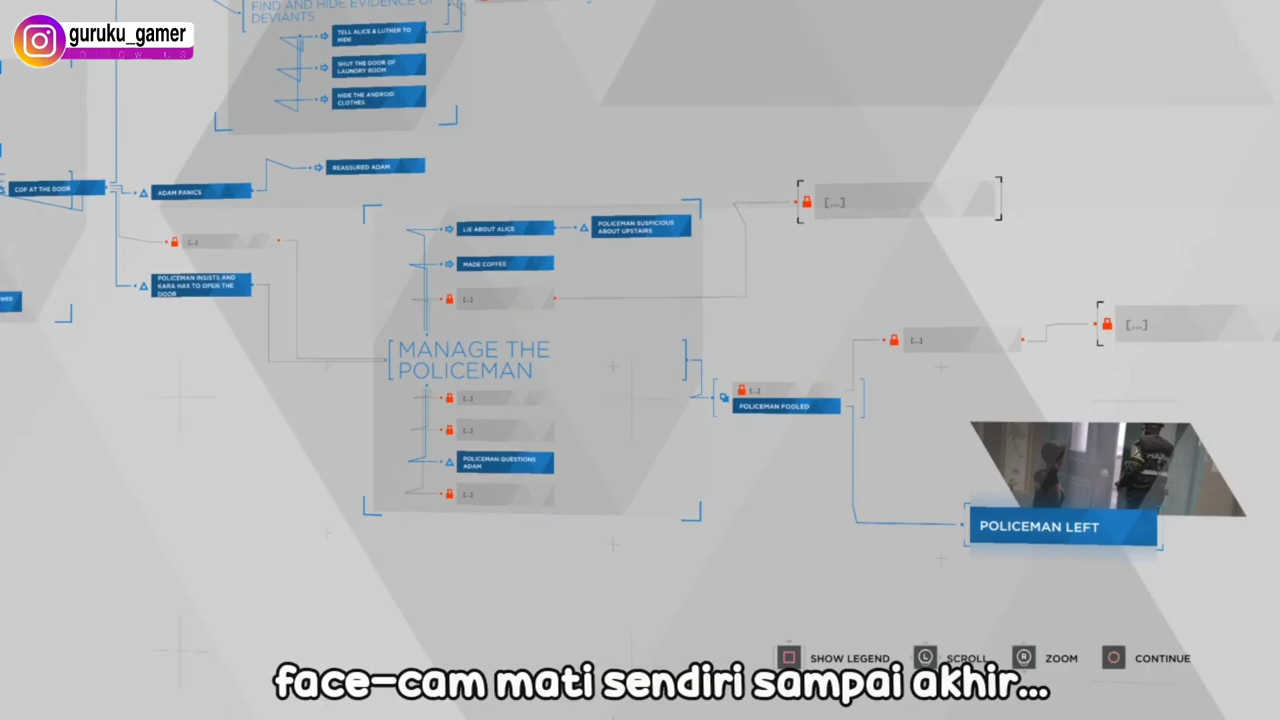 guruku_gamer
FIND AND HIDE EVIDENCE OF
DEVIANTS
TELL ALICE & LUTHER TO
HIDE
SHUT THE DOOR OF
LAUNDRY ROOM
HIDE THE ANDROID
CLOTHES
REASSURED ADAM
COP AT THE DOOR
ADAM PANICS
[...]
POLICEMAN INSISTS AND
KARA HAS TO OPEN THE
DOOR
LIE ABOUT ALICE
POLICEMAN SUSPICIOUS
ABOUT UPSTAIRS
MADE COFFEE
[...]
[...]
MANAGE THE
POLICEMAN
[...]
[...]
POLICEMAN QUESTIONS
ADAM
[...]
[...]
POLICEMAN FOOLED
[...]
[...]
POLICEMAN LEFT
SHOW LEGEND
L SCROLL
R ZOOM
CONTINUE
face-cam mati sendiri sampai akhir...